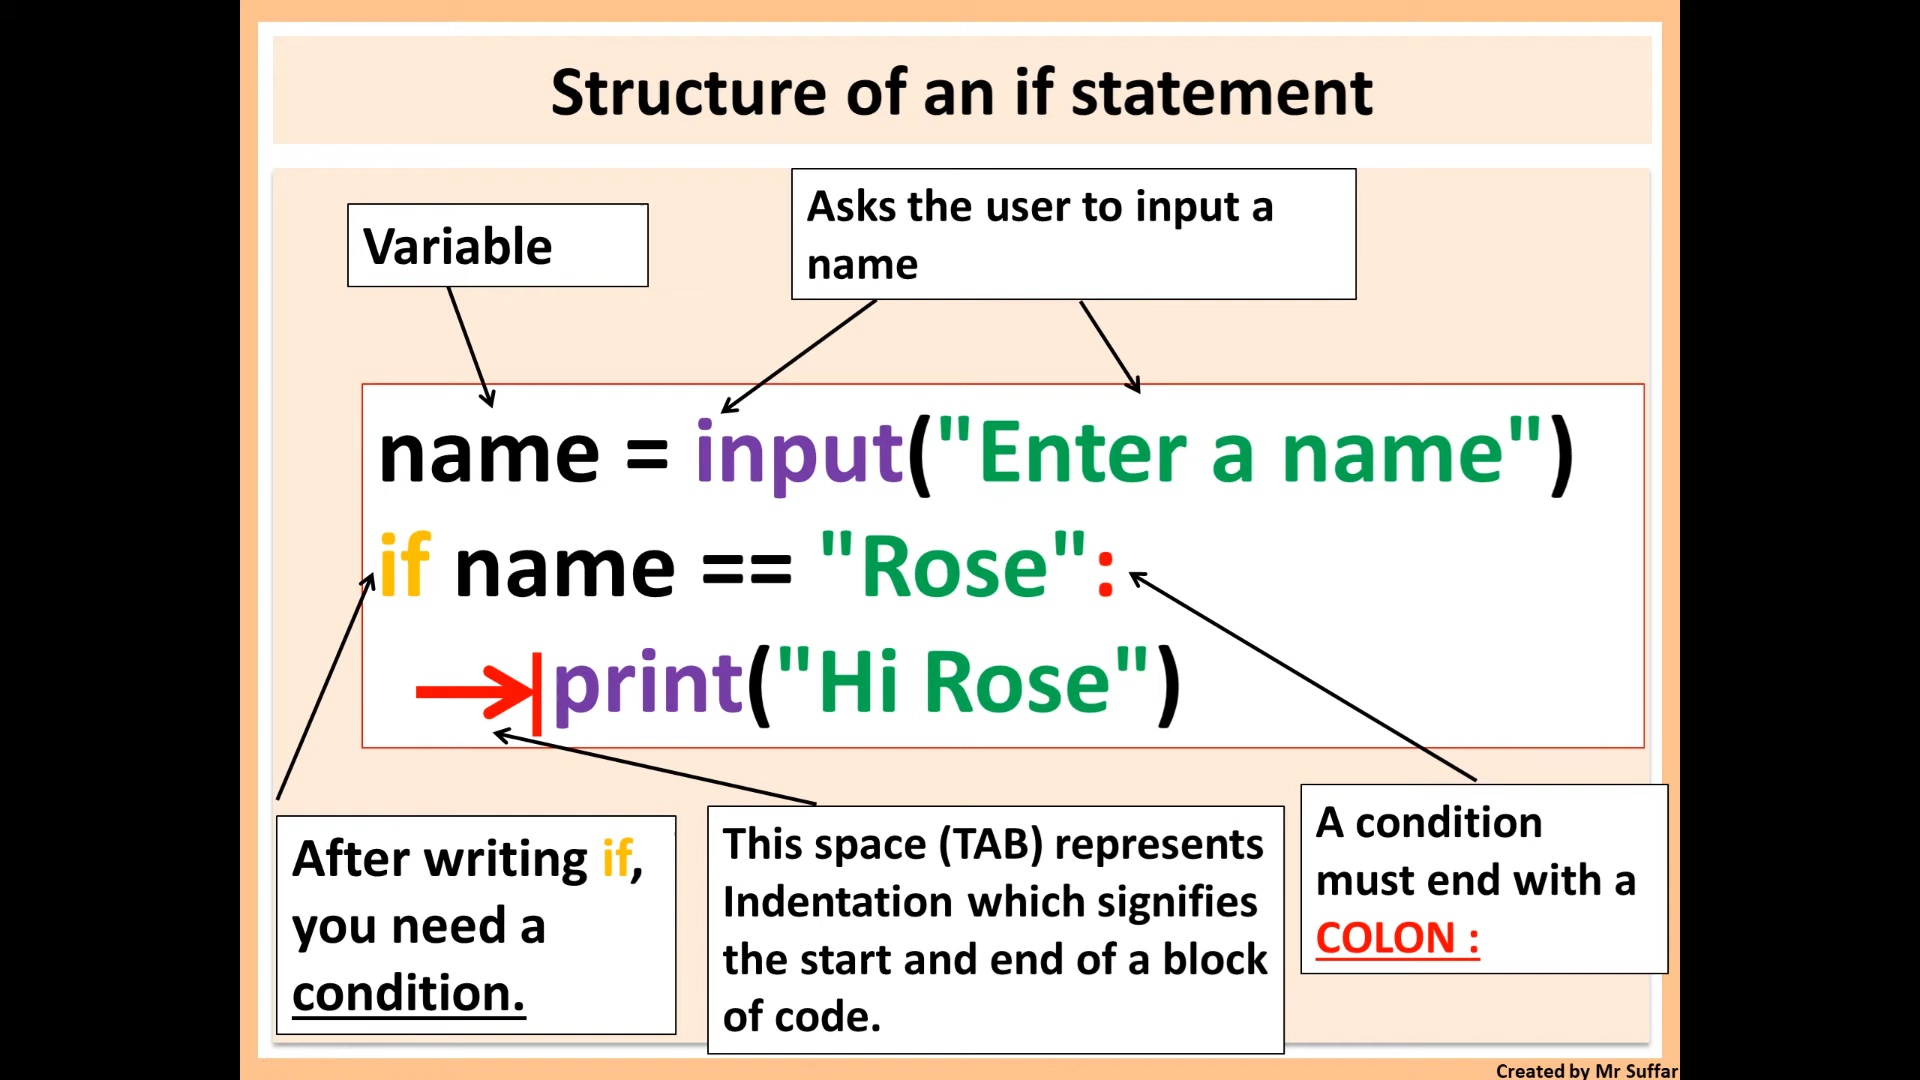 Structure of an if statement
Variable
Asks the user to input a
name
name = input("Enter a name")
if name == "Rose":
print("Hi Rose")
After writing if,
you need a
condition.
This space (TAB) represents
Indentation which signifies
the start and end of a block
of code.
A condition
must end with a
COLON :
Created by Mr Suffar